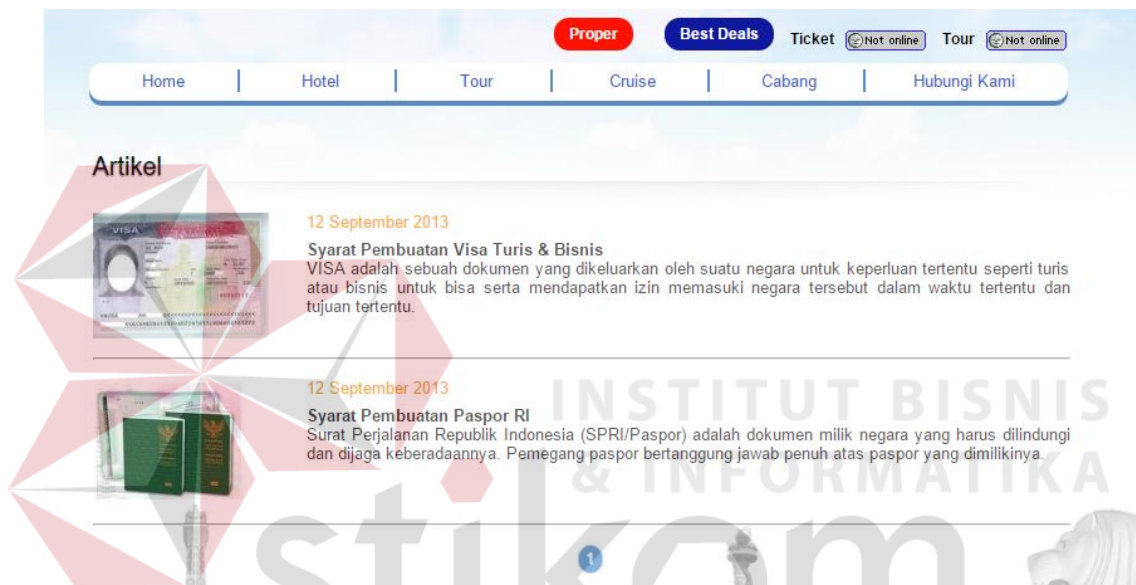 Proper Best Deals Ticket Not online Tour Not online
Home Hotel Tour Cruise Cabang Hubungi Kami
Artikel
VISA
12 September 2013
Syarat Pembuatan Visa Turis & Bisnis
VISA adalah sebuah dokumen yang dikeluarkan oleh suatu negara untuk keperluan tertentu seperti turis
atau bisnis untuk bisa serta mendapatkan izin memasuki negara tersebut dalam waktu tertentu dan
tujuan tertentu.
12 September 2013
Syarat Pembuatan Paspor RI
Surat Perjalanan Republik Indonesia (SPRI/Paspor) adalah dokumen milik negara yang harus dilindungi
dan dijaga keberadaannya. Pemegang paspor bertanggung jawab penuh atas paspor yang dimilikinya.
INSTITUT BISNIS
& INFORMATIKA
stikom
1